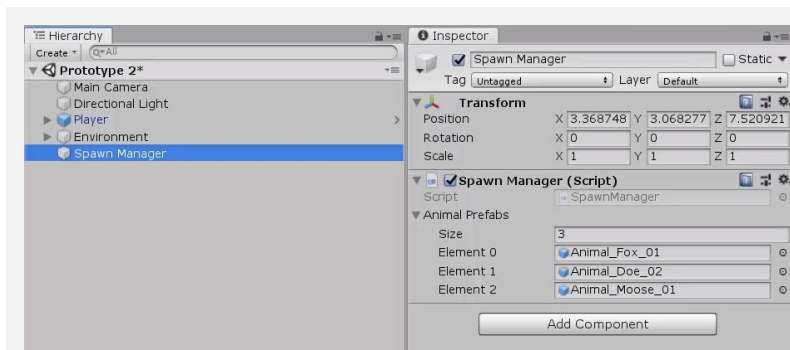 Hierarchy
Create
All
Prototype 2*
Main Camera
Directional Light
Player
Environment
Spawn Manager
Inspector
Spawn Manager
Static
Tag Untagged Layer Default
Transform
Position X 3.368748 Y 3.068277 Z 7.520921
Rotation X 0 Y 0 Z 0
Scale X 1 Y 1 Z 1
Spawn Manager (Script)
Script SpawnManager
Animal Prefabs
Size 3
Element 0 Animal_Fox_01
Element 1 Animal_Doe_02
Element 2 Animal_Moose_01
Add Component